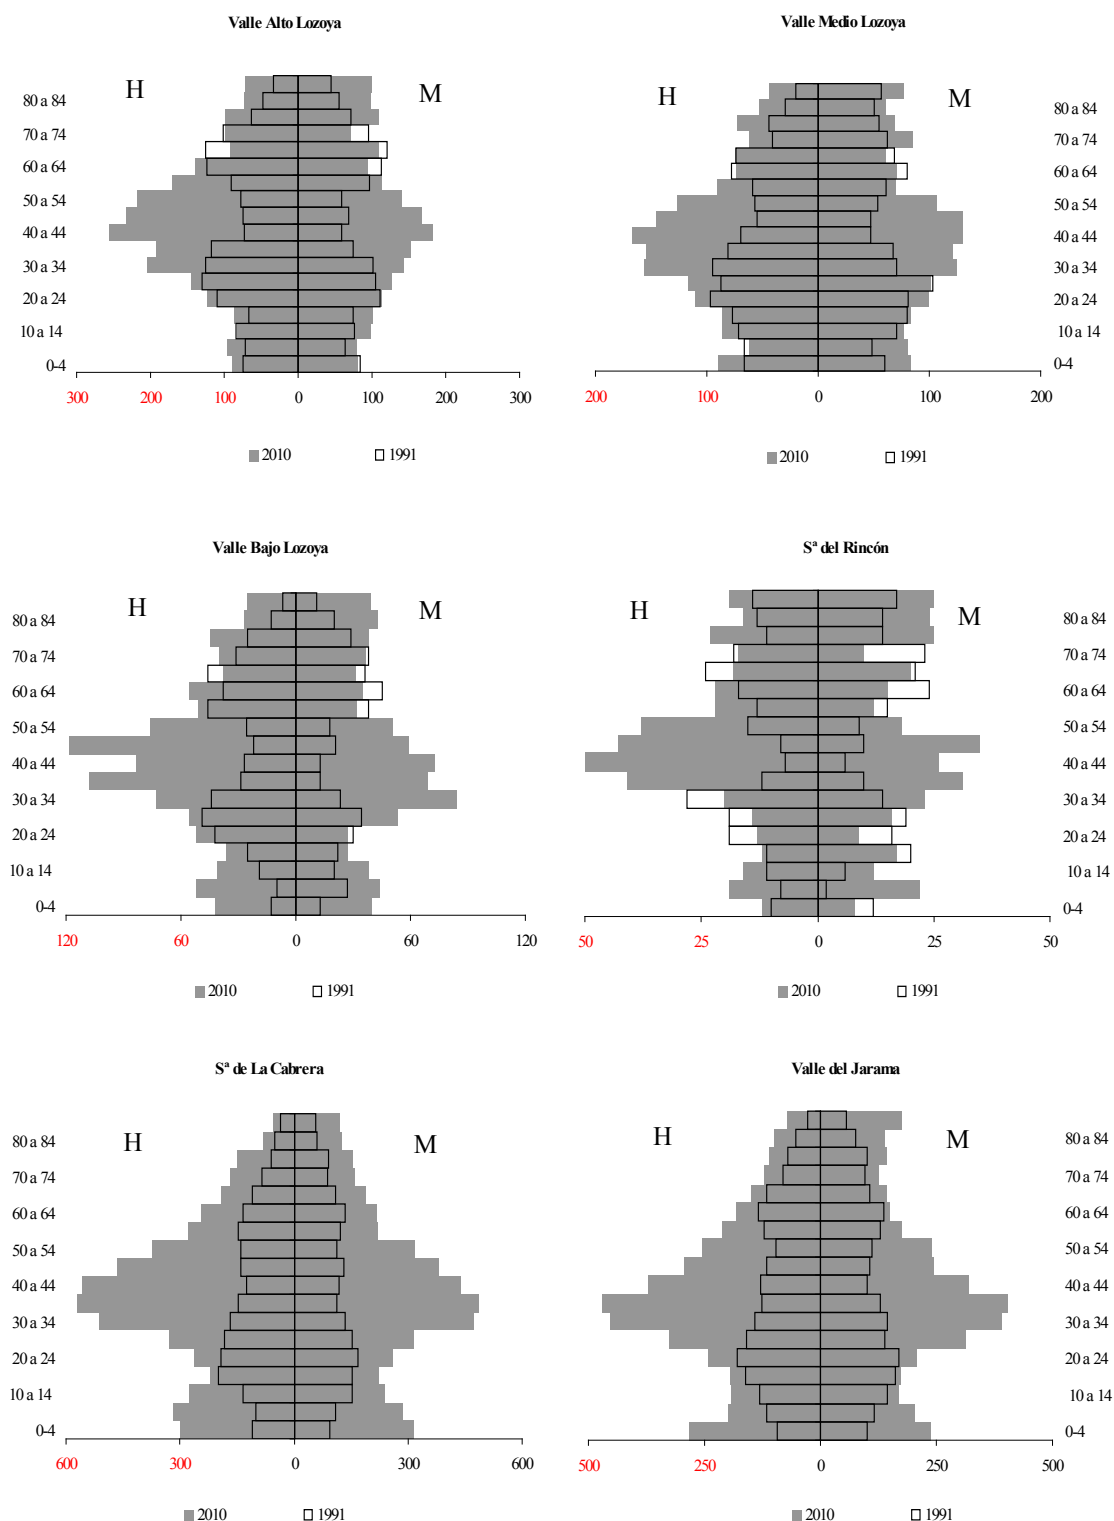 Valle Alto Lozoya
H
M
80 a 84
70 a 74
60 a 64
50 a 54
40 a 44
30 a 34
20 a 24
10 a 14
0-4
300 200 100 0 100 200 300
2010 1991
Valle Medio Lozoya
H
M
80 a 84
70 a 74
60 a 64
50 a 54
40 a 44
30 a 34
20 a 24
10 a 14
0-4
200 100 0 100 200
2010 1991
Valle Bajo Lozoya
H
M
80 a 84
70 a 74
60 a 64
50 a 54
40 a 44
30 a 34
20 a 24
10 a 14
0-4
120 60 0 60 120
2010 1991
Sª del Rincón
H
M
80 a 84
70 a 74
60 a 64
50 a 54
40 a 44
30 a 34
20 a 24
10 a 14
0-4
50 25 0 25 50
2010 1991
Sª de La Cabrera
H
M
80 a 84
70 a 74
60 a 64
50 a 54
40 a 44
30 a 34
20 a 24
10 a 14
0-4
600 300 0 300 600
2010 1991
Valle del Jarama
H
M
80 a 84
70 a 74
60 a 64
50 a 54
40 a 44
30 a 34
20 a 24
10 a 14
0-4
500 250 0 250 500
2010 1991